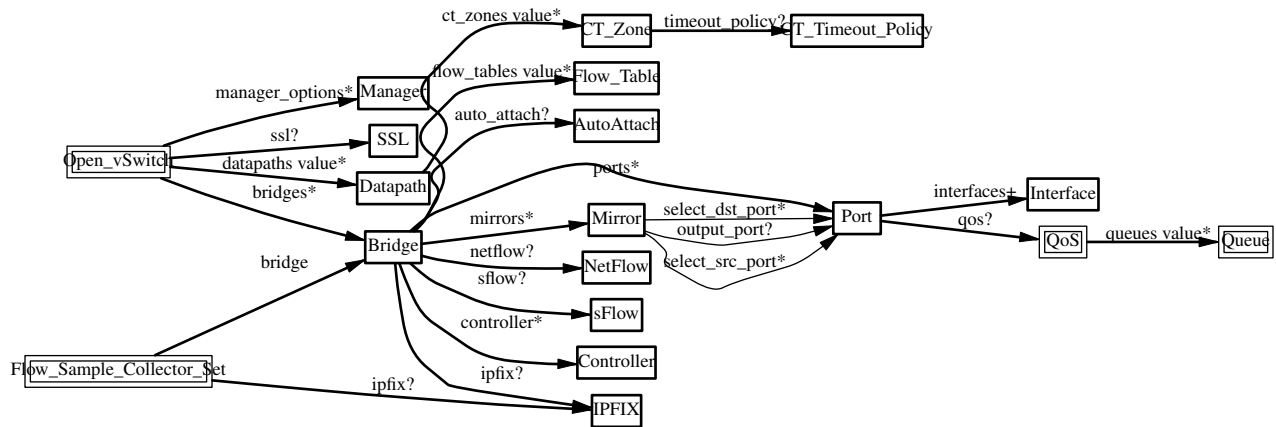 ct_zones value*
CT_Zone
timeout_policy?
CT_Timeout_Policy
flow_tables value*
Flow_Table
manager_options*
Manager
auto_attach?
AutoAttach
ssl?
SSL
Open_vSwitch
datapaths value*
Datapath
bridges*
ports*
interfaces+
Interface
mirrors*
Mirror
select_dst_port*
Port
output_port?
qos?
Bridge
QoS
queues value*
Queue
netflow?
NetFlow
select_src_port*
bridge
sflow?
sFlow
controller*
Controller
Flow_Sample_Collector_Set
ipfix?
ipfix?
IPFIX